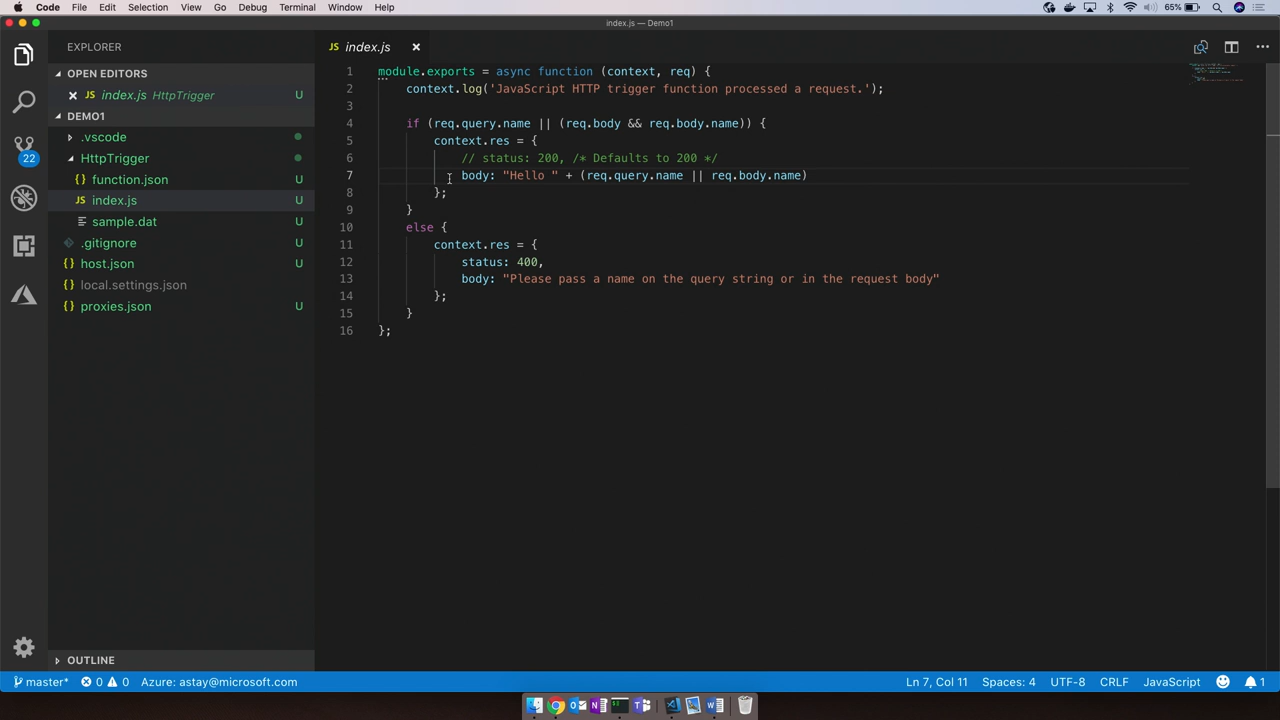 Code File Edit Selection View Go Debug Terminal Window Help 65%
index.js — Demo1
EXPLORER
OPEN EDITORS
index.js HttpTrigger U
DEMO1
.vscode
HttpTrigger
{} function.json U
JS index.js U
sample.dat U
.gitignore U
{} host.json U
{} local.settings.json
{} proxies.json U
OUTLINE
22
JS index.js
1 module.exports = async function (context, req) {
2 context.log('JavaScript HTTP trigger function processed a request.');
3
4 if (req.query.name || (req.body && req.body.name)) {
5 context.res = {
6 // status: 200, /* Defaults to 200 */
7 body: "Hello " + (req.query.name || req.body.name)
8 };
9 }
10 else {
11 context.res = {
12 status: 400,
13 body: "Please pass a name on the query string or in the request body"
14 };
15 }
16 };
master* 0 0 Azure: astay@microsoft.com Ln 7, Col 11 Spaces: 4 UTF-8 CRLF JavaScript 1